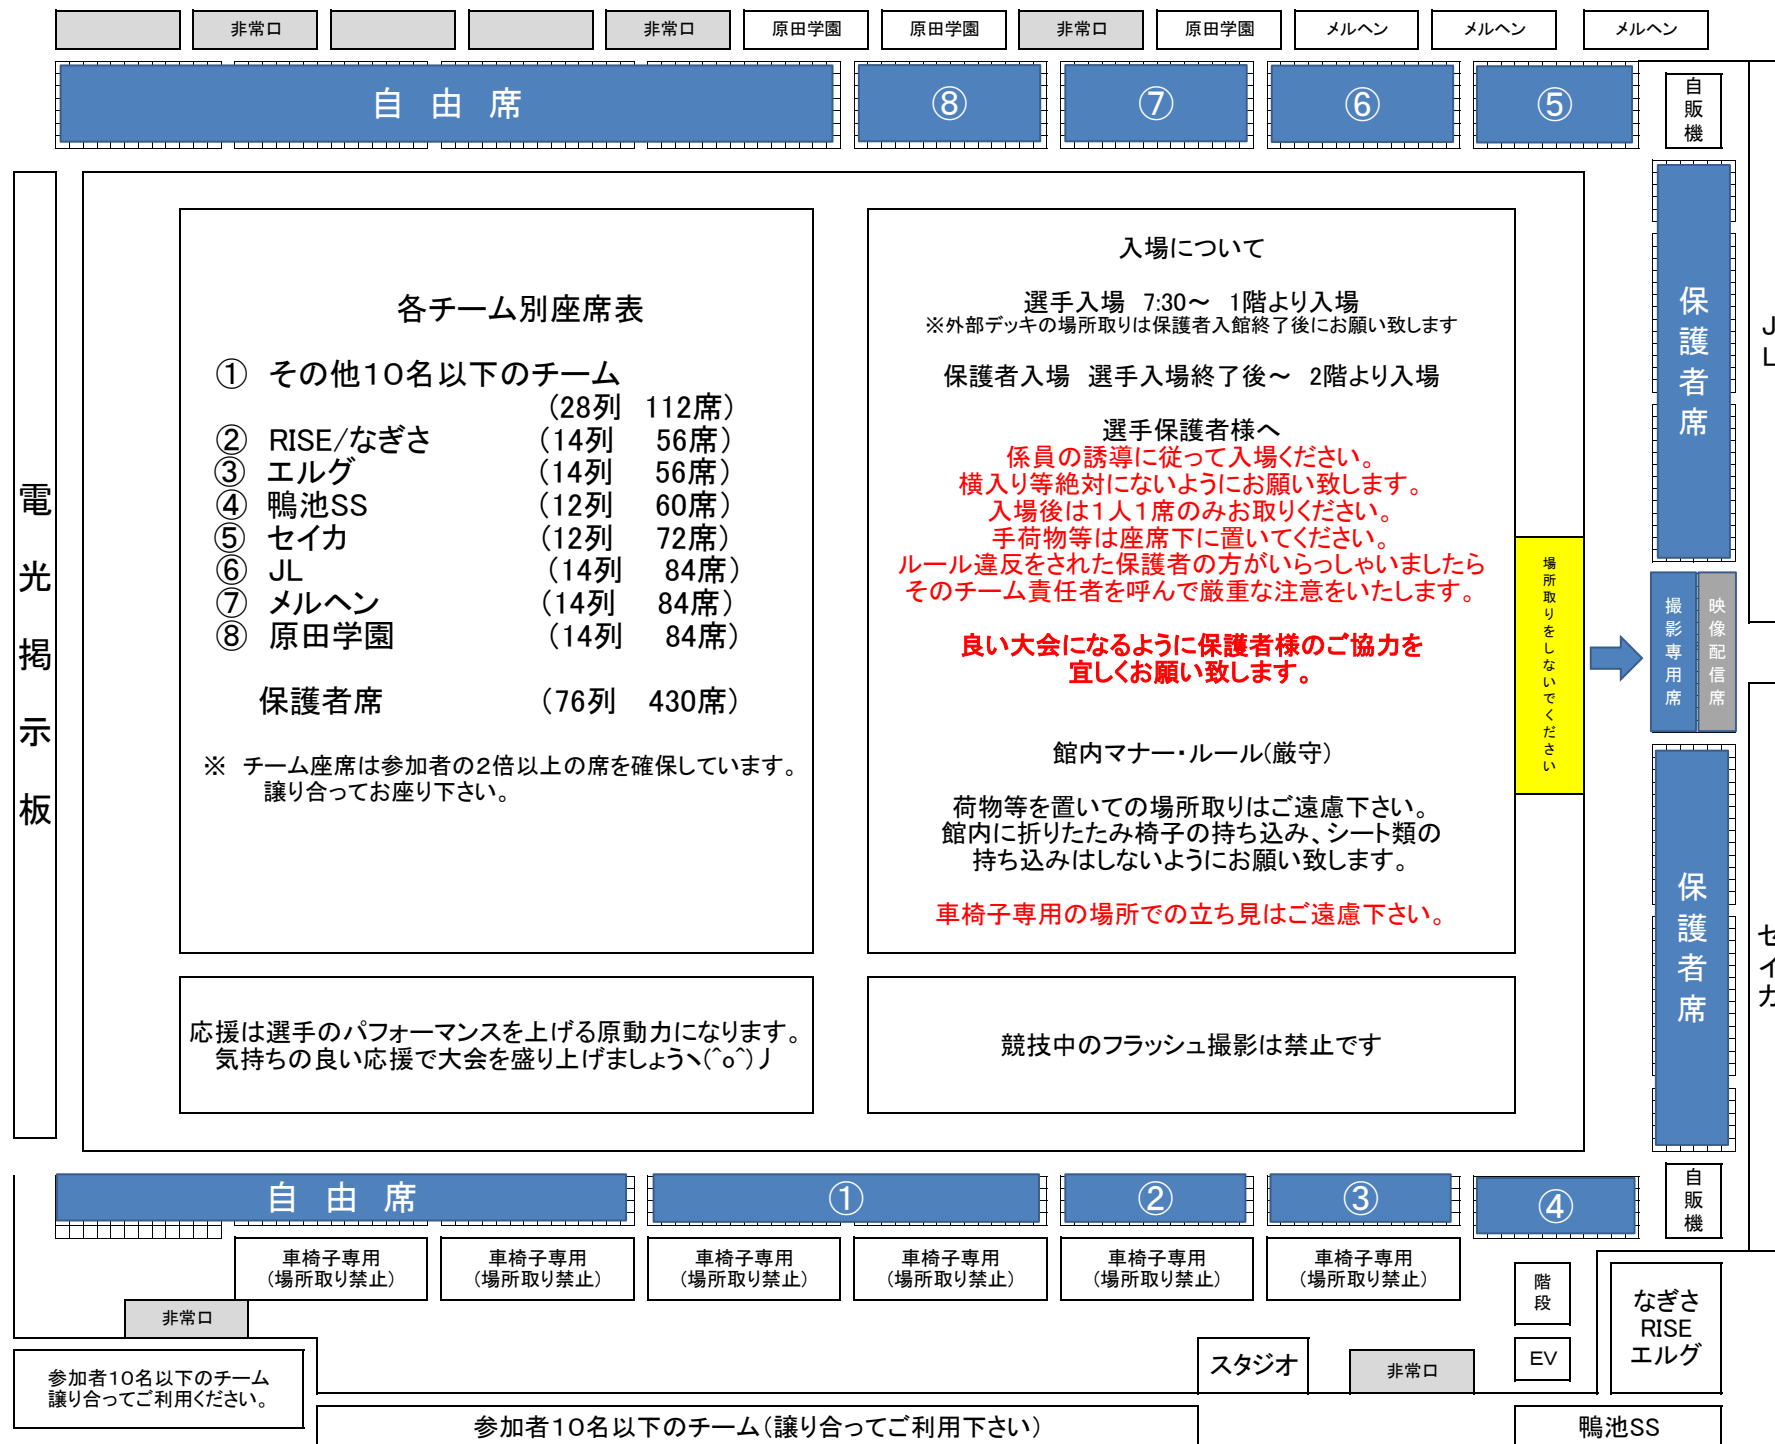 非常口
非常口
原田学園
原田学園
非常口
原田学園
メルヘン
メルヘン
メルヘン
自由席
⑧
⑦
⑥
⑤
自販機
電光掲示板
各チーム別座席表
① その他10名以下のチーム
(28列 112席)
② RISE/なぎさ (14列 56席)
③ エルグ (14列 56席)
④ 鴨池SS (12列 60席)
⑤ セイカ (12列 72席)
⑥ JL (14列 84席)
⑦ メルヘン (14列 84席)
⑧ 原田学園 (14列 84席)
保護者席 (76列 430席)
※ チーム座席は参加者の2倍以上の席を確保しています。
譲り合ってお座り下さい。
入場について
選手入場 7:30～ 1階より入場
※外部デッキの場所取りは保護者入館終了後にお願い致します
保護者入場 選手入場終了後～ 2階より入場
選手保護者様へ
係員の誘導に従って入場ください。
横入り等絶対にないようにお願い致します。
入場後は1人1席のみお取りください。
手荷物等は座席下に置いてください。
ルール違反をされた保護者の方がいらっしゃいましたら
そのチーム責任者を呼んで厳重な注意をいたします。
良い大会になるように保護者様のご協力を
宜しくお願い致します。
館内マナー・ルール(厳守)
荷物等を置いての場所取りはご遠慮下さい。
館内に折りたたみ椅子の持ち込み、シート類の
持ち込みはしないようにお願い致します。
車椅子専用の場所での立ち見はご遠慮下さい。
場所取りをしないでください
保護者席
JL
撮影専用席
映像配信席
保護者席
セイカ
応援は選手のパフォーマンスを上げる原動力になります。
気持ちの良い応援で大会を盛り上げましょうヽ(^o^)丿
競技中のフラッシュ撮影は禁止です
自由席
①
②
③
④
自販機
車椅子専用
(場所取り禁止)
車椅子専用
(場所取り禁止)
車椅子専用
(場所取り禁止)
車椅子専用
(場所取り禁止)
車椅子専用
(場所取り禁止)
車椅子専用
(場所取り禁止)
階段
なぎさ
RISE
エルグ
非常口
スタジオ
非常口
EV
参加者10名以下のチーム
譲り合ってご利用ください。
参加者10名以下のチーム(譲り合ってご利用下さい)
鴨池SS